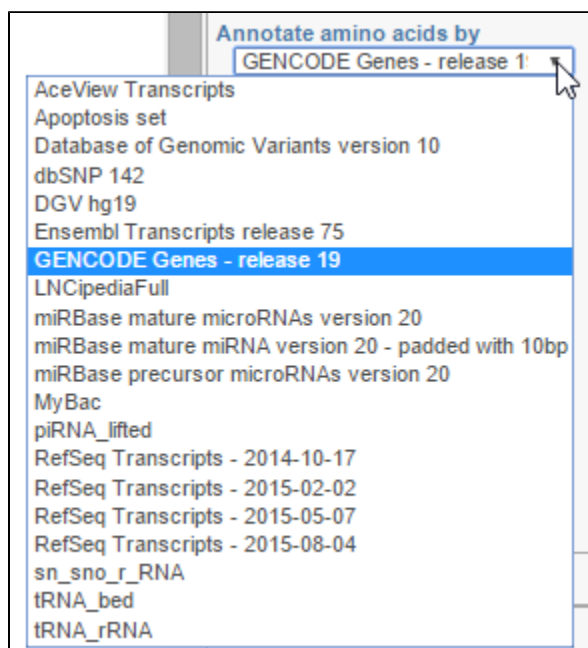 Annotate amino acids by
GENCODE Genes - release 1
AceView Transcripts
Apoptosis set
Database of Genomic Variants version 10
dbSNP 142
DGV hg19
Ensembl Transcripts release 75
GENCODE Genes - release 19
LNCipediaFull
miRBase mature microRNAs version 20
miRBase mature miRNA version 20 - padded with 10bp
miRBase precursor microRNAs version 20
MyBac
piRNA_lifted
RefSeq Transcripts - 2014-10-17
RefSeq Transcripts - 2015-02-02
RefSeq Transcripts - 2015-05-07
RefSeq Transcripts - 2015-08-04
sn_sno_r_RNA
tRNA_bed
tRNA_rRNA